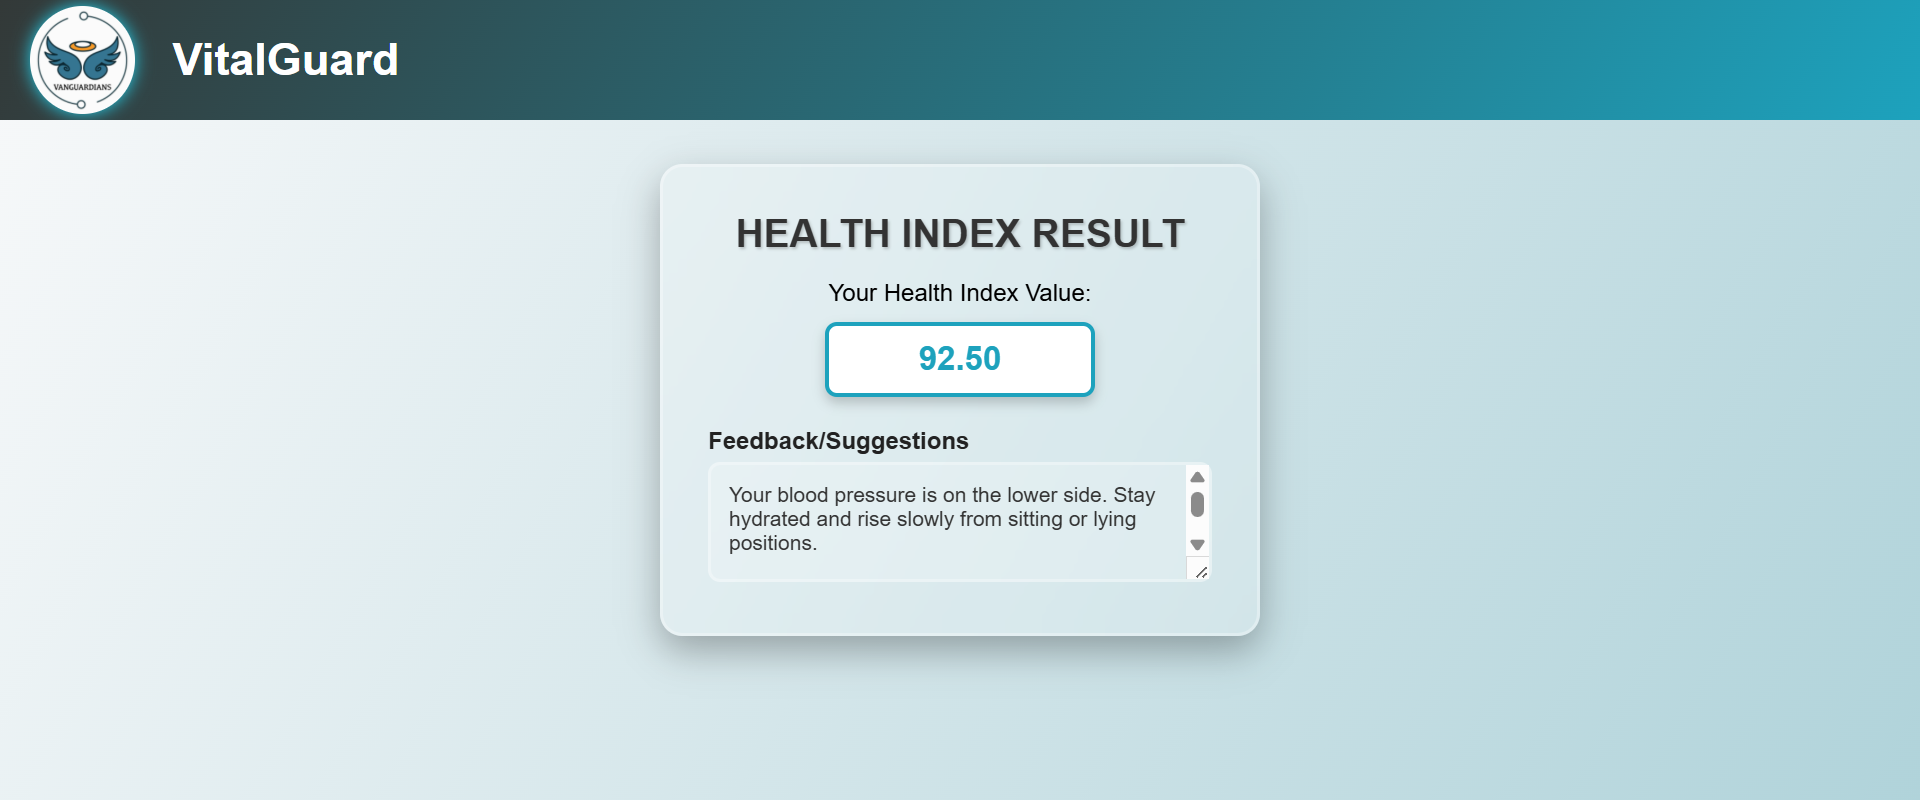 VANGUARDIANS
VitalGuard
HEALTH INDEX RESULT
Your Health Index Value:
92.50
Feedback/Suggestions
Your blood pressure is on the lower side. Stay
hydrated and rise slowly from sitting or lying
positions.